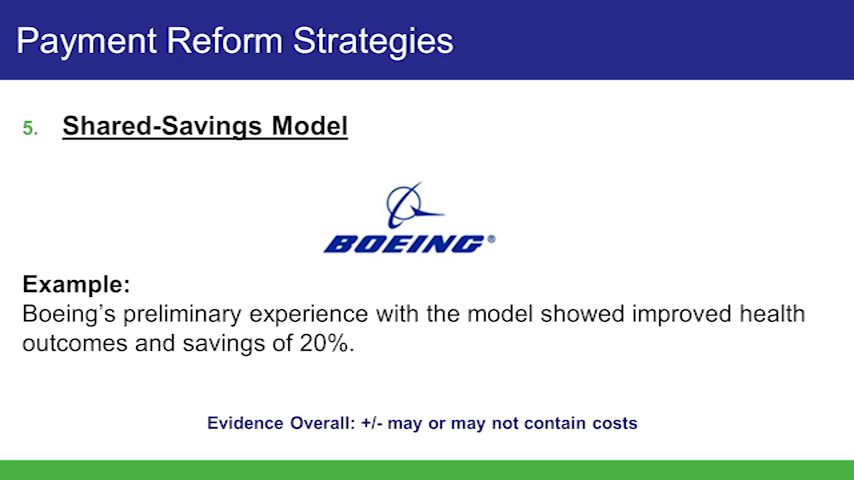 Payment Reform Strategies
5. Shared-Savings Model
BOEING®
Example:
Boeing's preliminary experience with the model showed improved health
outcomes and savings of 20%.
Evidence Overall: +/- may or may not contain costs